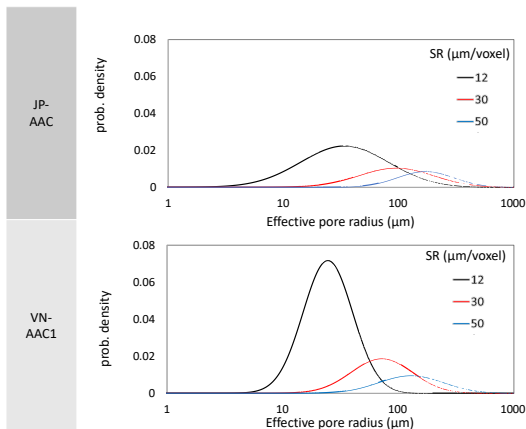 JP-
AAC
prob. density
0.08
0.06
0.04
0.02
0
1
10
100
1000
Effective pore radius (μm)
SR (μm/voxel)
12
30
50
VN-
AAC1
prob. density
0.08
0.06
0.04
0.02
0
1
10
100
1000
Effective pore radius (μm)
SR (μm/voxel)
12
30
50